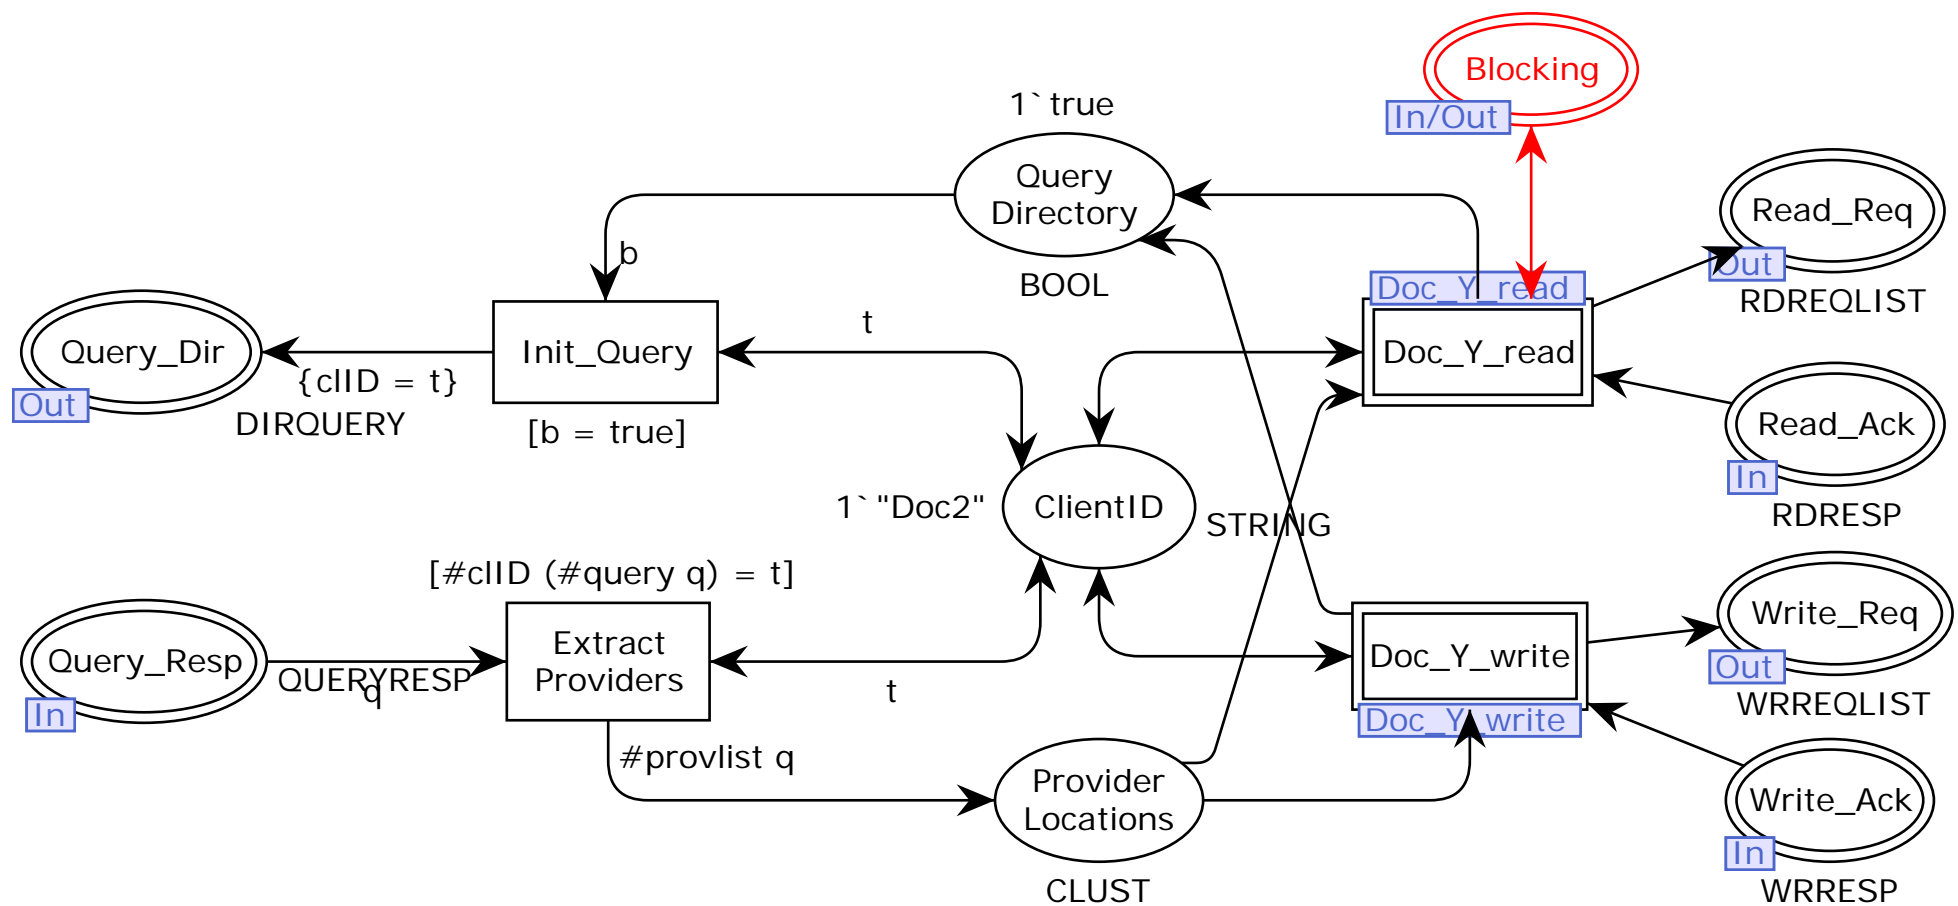 Blocking
In/Out
1`true
Query
Directory
BOOL
Read_Req
Out
RDREQLIST
b
Doc_Y_read
Doc_Y_read
t
Query_Dir
Out
{clID = t}
DIRQUERY
Init_Query
[b = true]
Read_Ack
In
RDRESP
1`"Doc2"
ClientID
STRING
[#clID (#query q) = t]
Query_Resp
In
QUERYRESP
q
Extract
Providers
t
Doc_Y_write
Doc_Y_write
Write_Req
Out
WRREQLIST
#provlist q
Provider
Locations
CLUST
Write_Ack
In
WRRESP